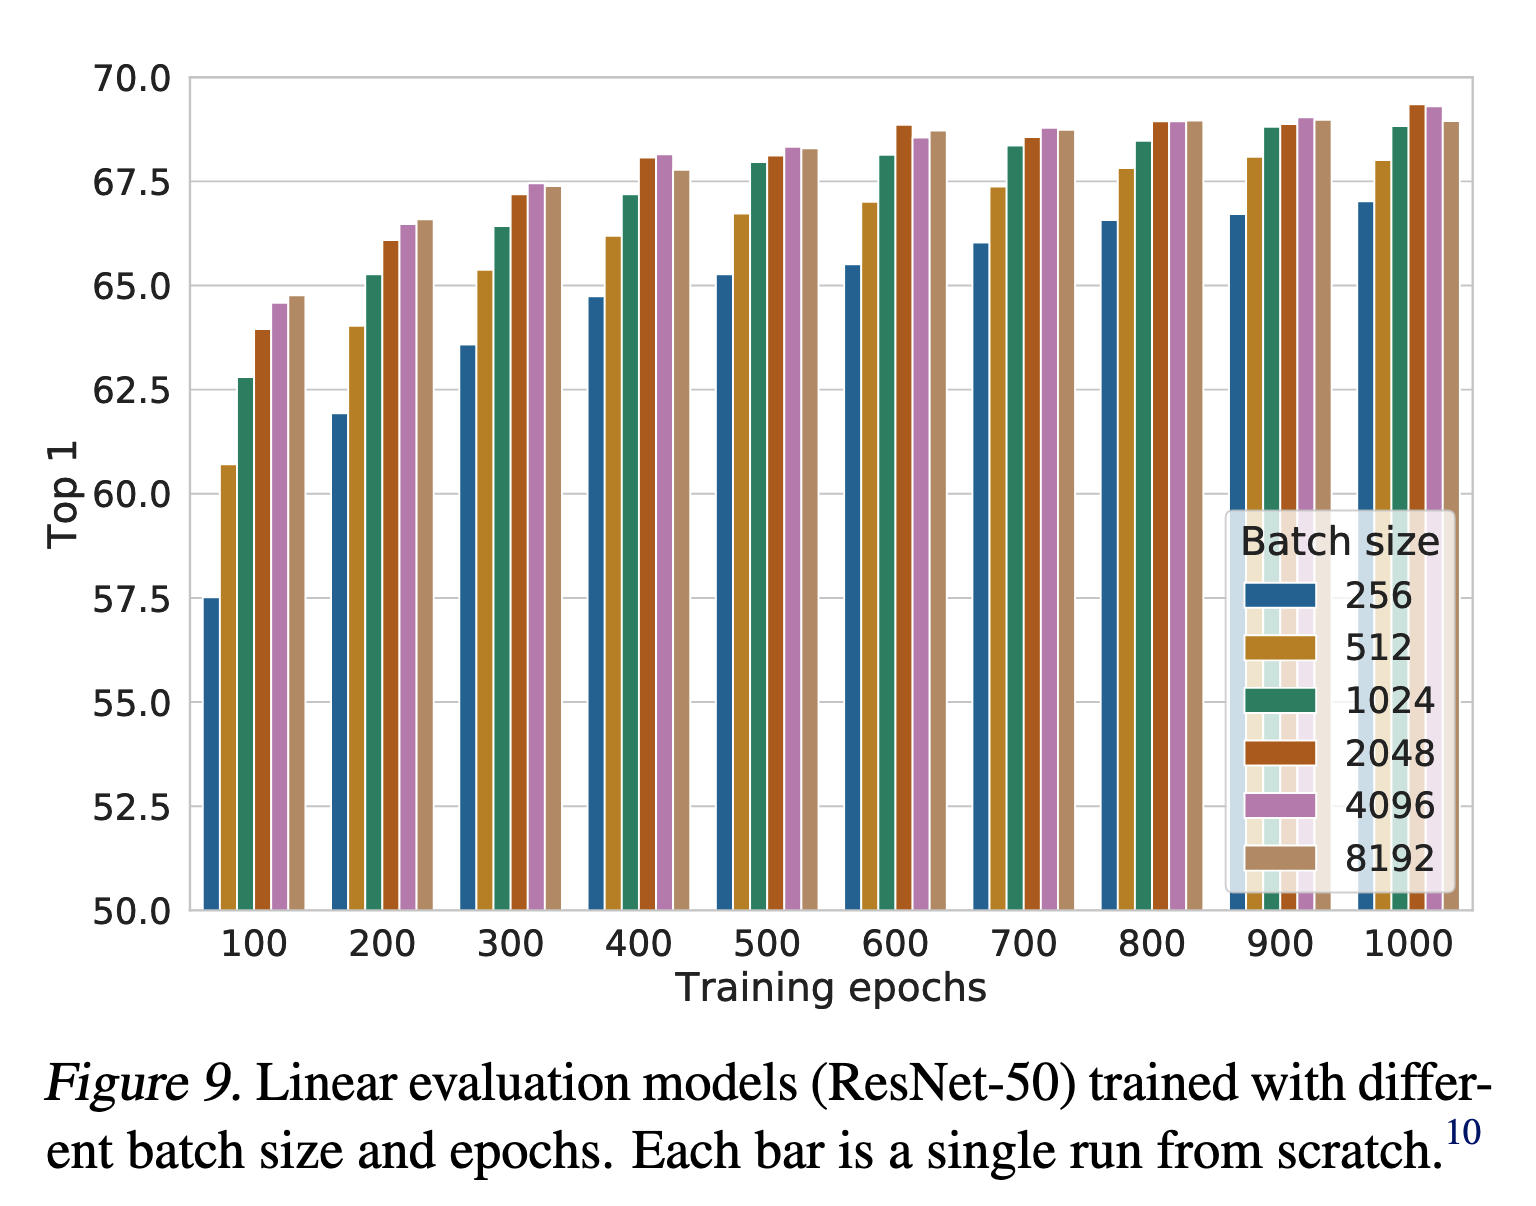 70.0
67.5
65.0
62.5
60.0
57.5
55.0
52.5
50.0
Top 1
100 200 300 400 500 600 700 800 900 1000
Training epochs
Batch size
256
512
1024
2048
4096
8192
Figure 9. Linear evaluation models (ResNet-50) trained with differ-
ent batch size and epochs. Each bar is a single run from scratch.10